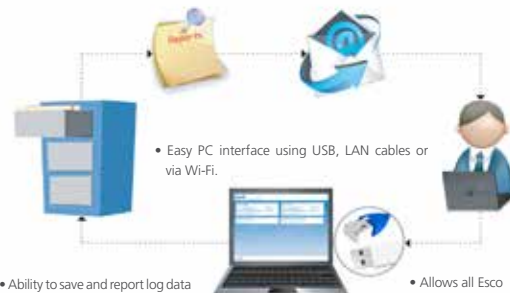 Reports
• Easy PC interface using USB, LAN cables or
via Wi-Fi.
• Ability to save and report log data
• Allows all Esco